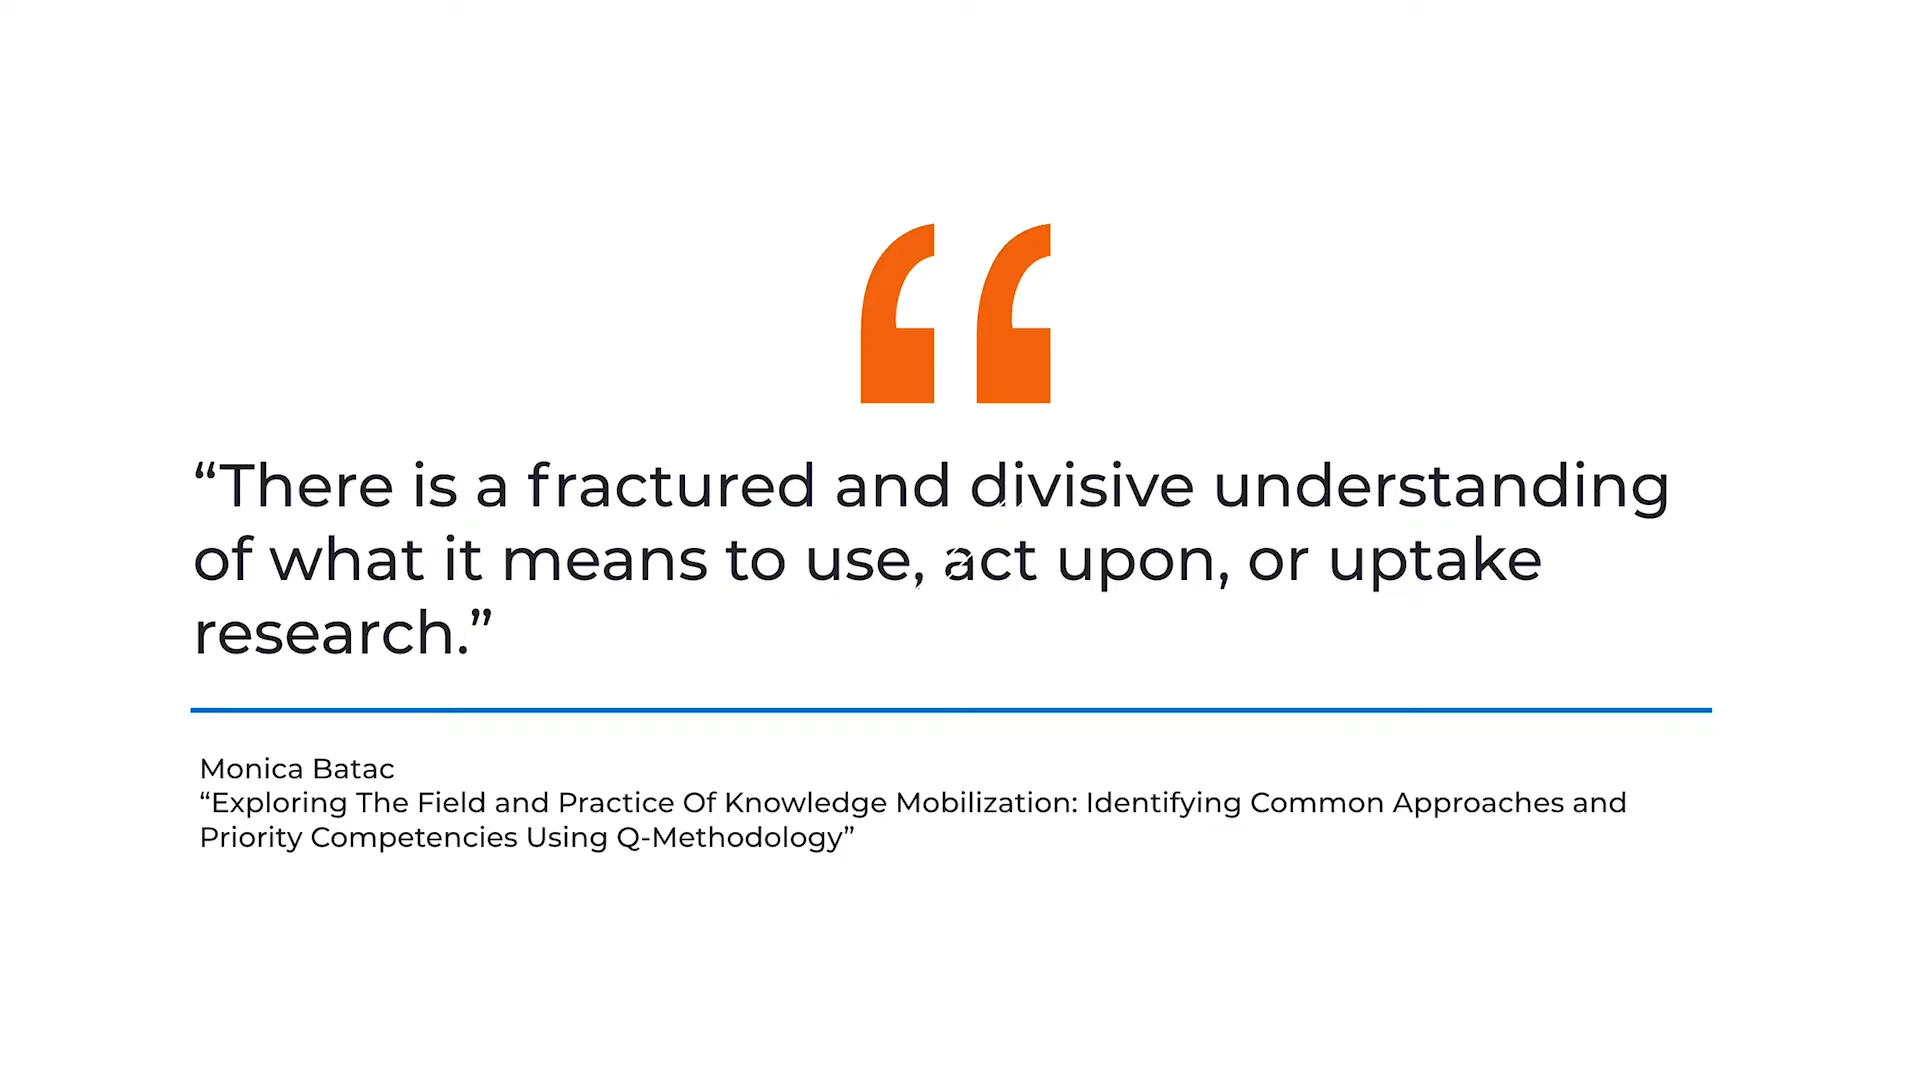 “There is a fractured and divisive understanding
of what it means to use, act upon, or uptake
research.”
Monica Batac
“Exploring The Field and Practice Of Knowledge Mobilization: Identifying Common Approaches and
Priority Competencies Using Q-Methodology”